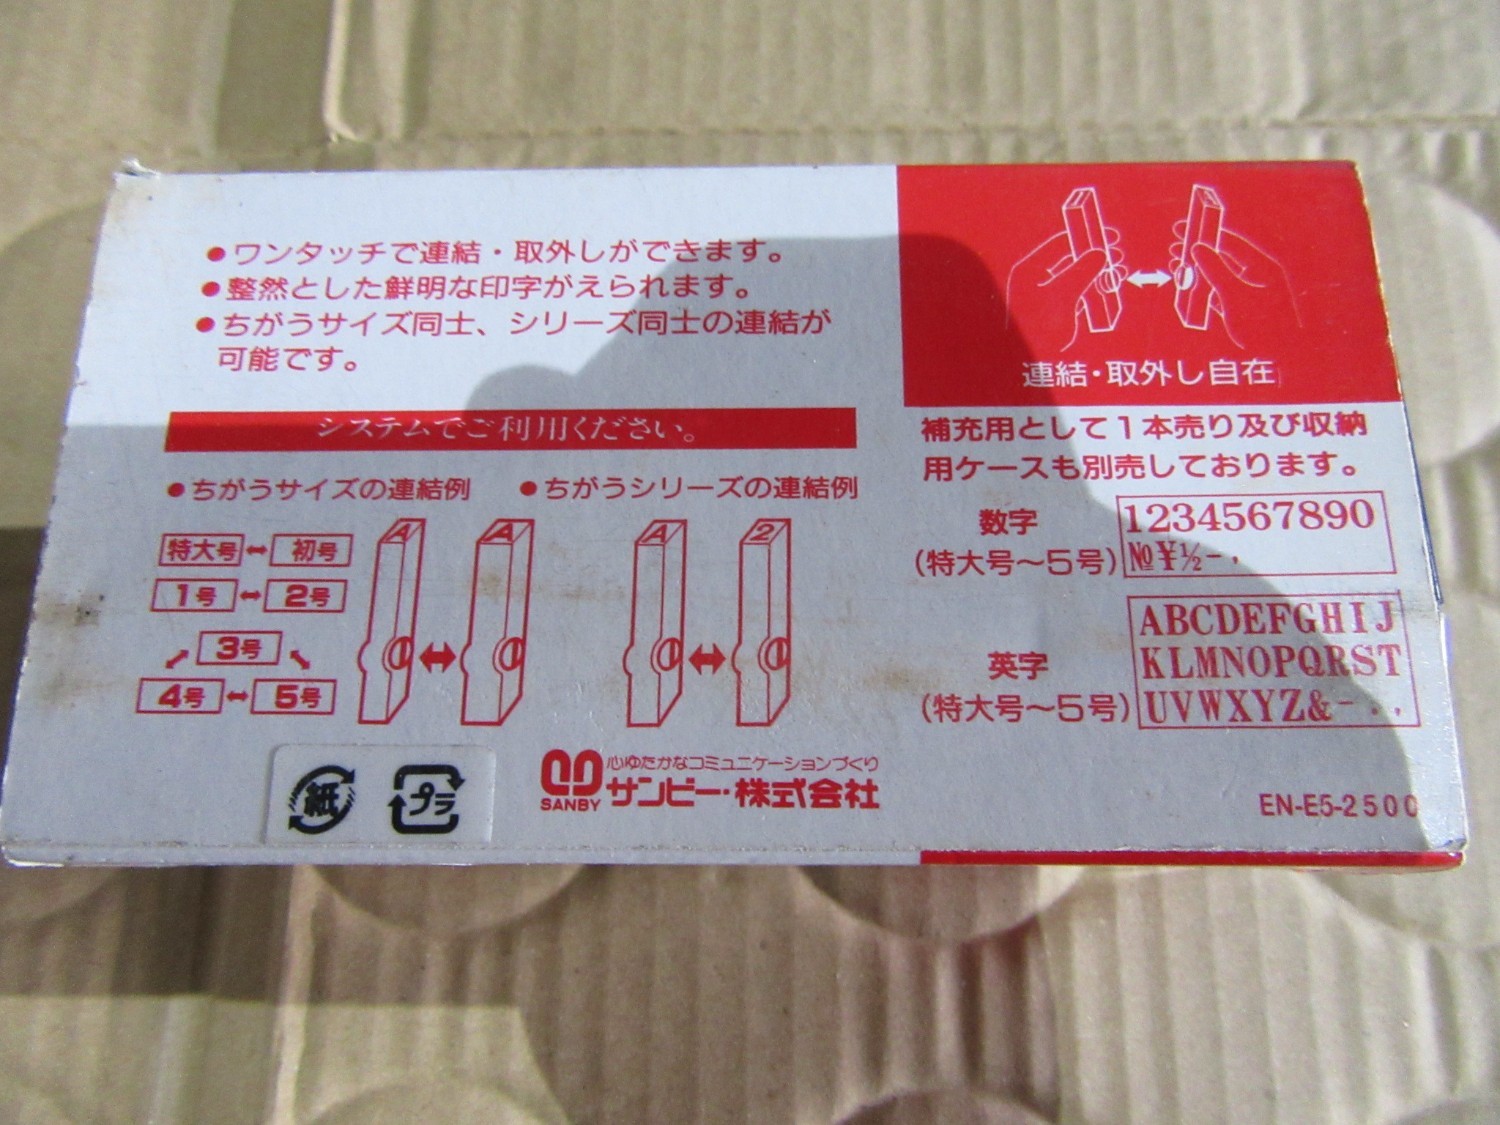 ●ワンタッチで連結・取外しができます。
●整然とした鮮明な印字がえられます。
●ちがうサイズ同士、シリーズ同士の連結が
可能です。
連結・取外し自在
システムでご利用ください。
●ちがうサイズの連結例
●ちがうシリーズの連結例
特大号 ↔ 初号
1号 ↔ 2号
3号
4号 ↔ 5号
A A
A 2
補充用として1本売り及び収納
用ケースも別売しております。
数字
(特大号〜5号)
1234567890
№¥½-,
英字
(特大号〜5号)
ABCDEFGHIJ
KLMNOPQRST
UVWXYZ&-.,
紙
プラ
心ゆたかなコミュニケーションづくり
SANBY
サンビー・株式会社
EN-E5-2500